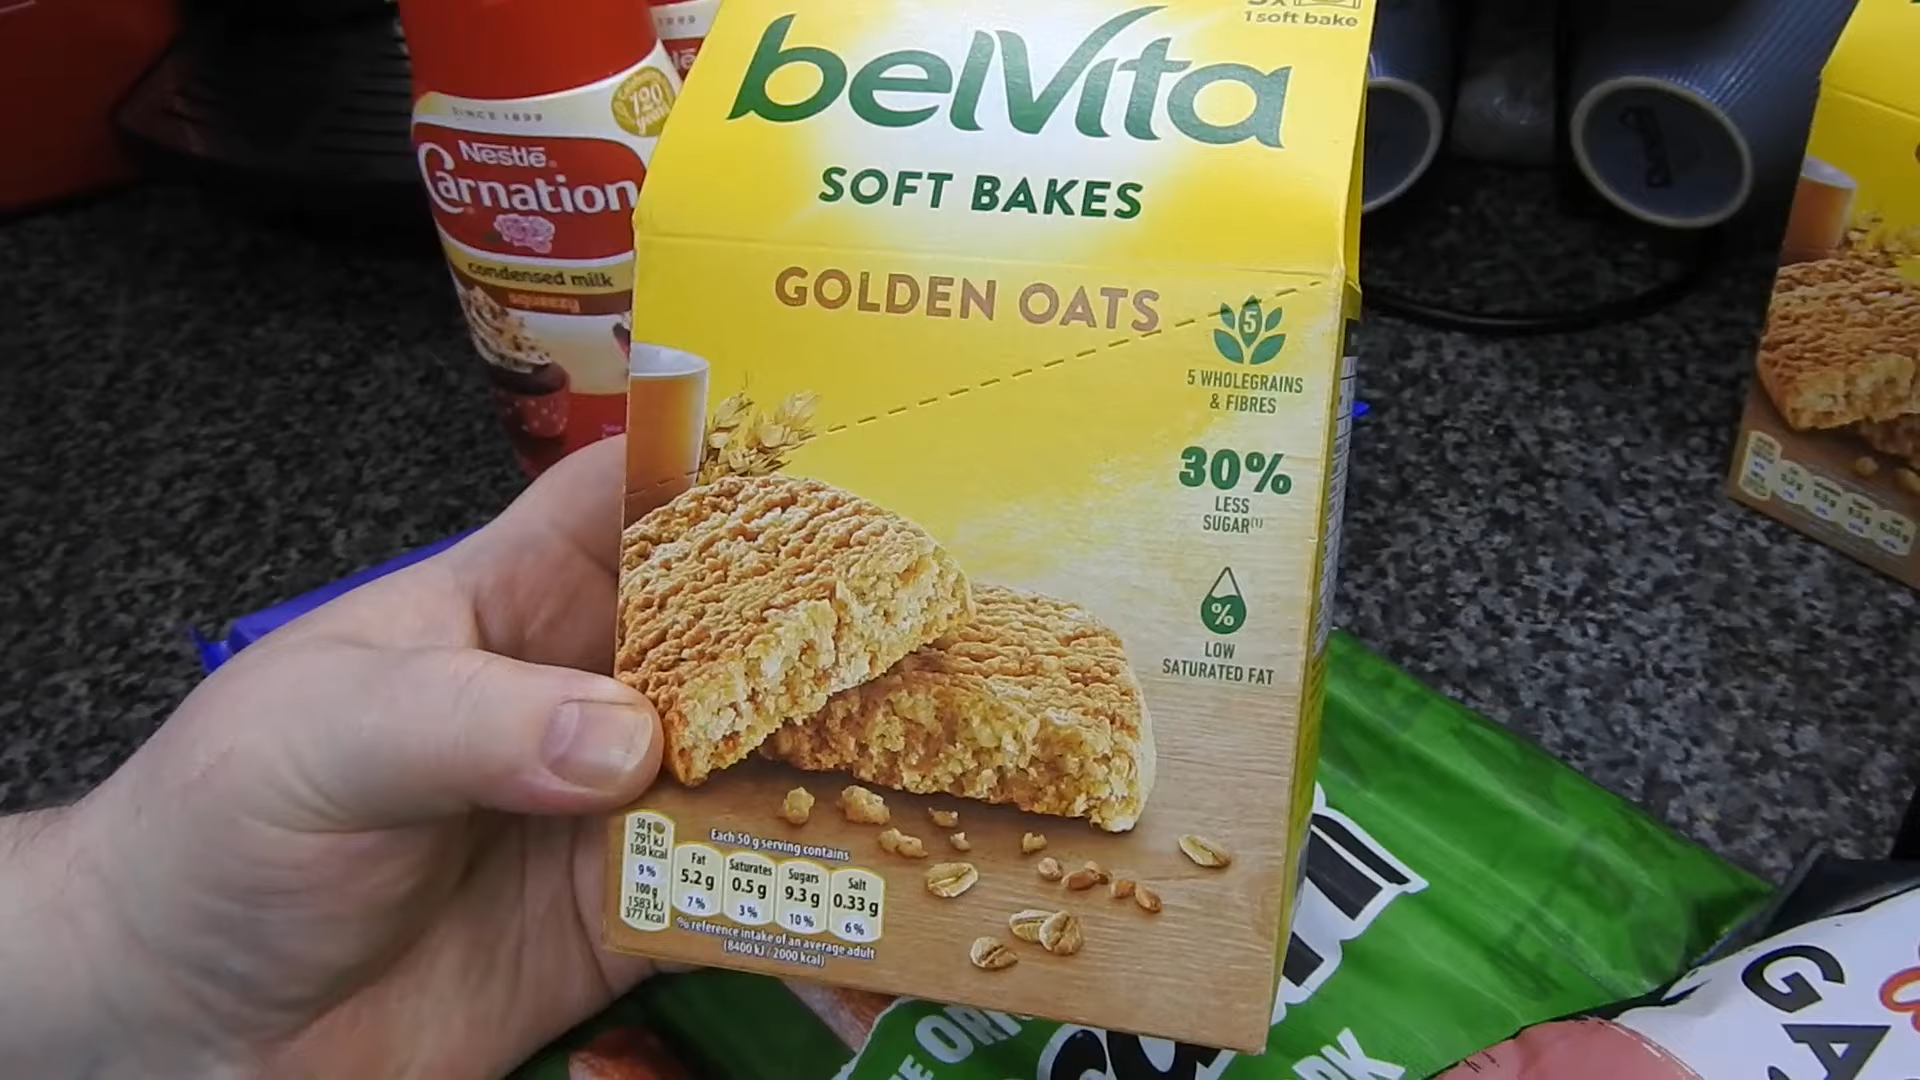 1 soft bake
belVita
SOFT BAKES
GOLDEN OATS
5
5 WHOLEGRAINS
& FIBRES
30%
LESS
SUGAR(1)
%
LOW
SATURATED FAT
50 g
791 kJ
188 kcal
9%
100 g
1583 kJ
377 kcal
Each 50 g serving contains
Fat
5.2 g
7%
Saturates
0.5 g
3%
Sugars
9.3 g
10%
Salt
0.33 g
6%
% reference intake of an average adult
(8400 kJ / 2000 kcal)
SINCE 1899
120
years
Nestlé
Carnation
condensed milk
squeezy
1899
GA